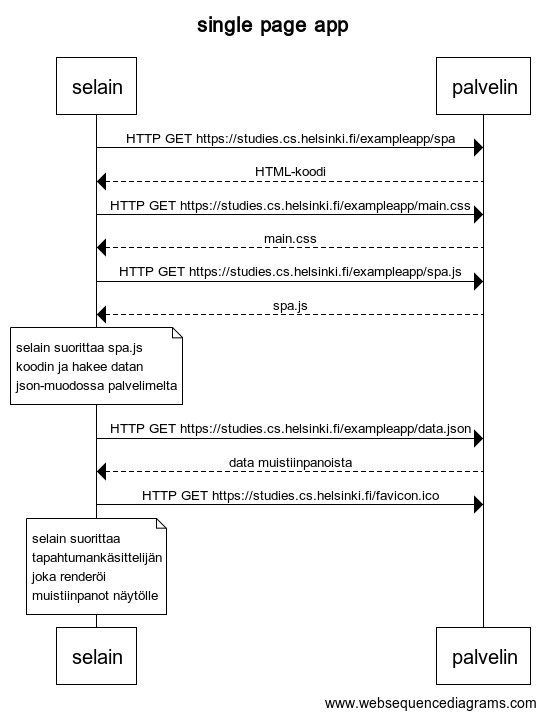 single page app
selain
palvelin
HTTP GET https://studies.cs.helsinki.fi/exampleapp/spa
HTML-koodi
HTTP GET https://studies.cs.helsinki.fi/exampleapp/main.css
main.css
HTTP GET https://studies.cs.helsinki.fi/exampleapp/spa.js
spa.js
selain suorittaa spa.js
koodin ja hakee datan
json-muodossa palvelimelta
HTTP GET https://studies.cs.helsinki.fi/exampleapp/data.json
data muistiinpanoista
HTTP GET https://studies.cs.helsinki.fi/favicon.ico
selain suorittaa
tapahtumankäsittelijän
joka renderöi
muistiinpanot näytölle
selain
palvelin
www.websequencediagrams.com